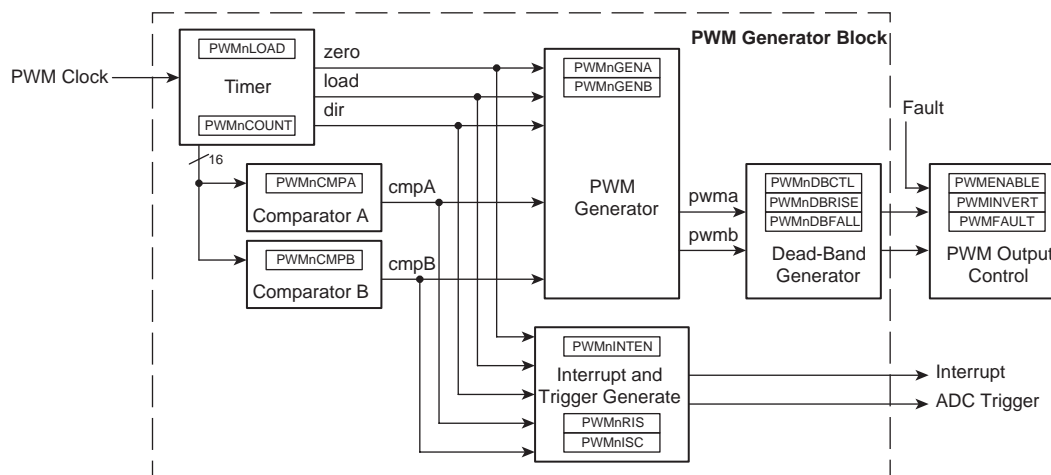 PWM Generator Block
PWM Clock
PWMnLOAD
Timer
PWMnCOUNT
zero
load
dir
16
PWMnCMPA
Comparator A
cmpA
PWMnCMPB
Comparator B
cmpB
PWMnGENA
PWMnGENB
PWM
Generator
pwma
pwmb
PWMnDBCTL
PWMnDBRISE
PWMnDBFALL
Dead-Band
Generator
Fault
PWMENABLE
PWMINVERT
PWMFAULT
PWM Output
Control
PWMnINTEN
Interrupt and
Trigger Generate
PWMnRIS
PWMnISC
Interrupt
ADC Trigger